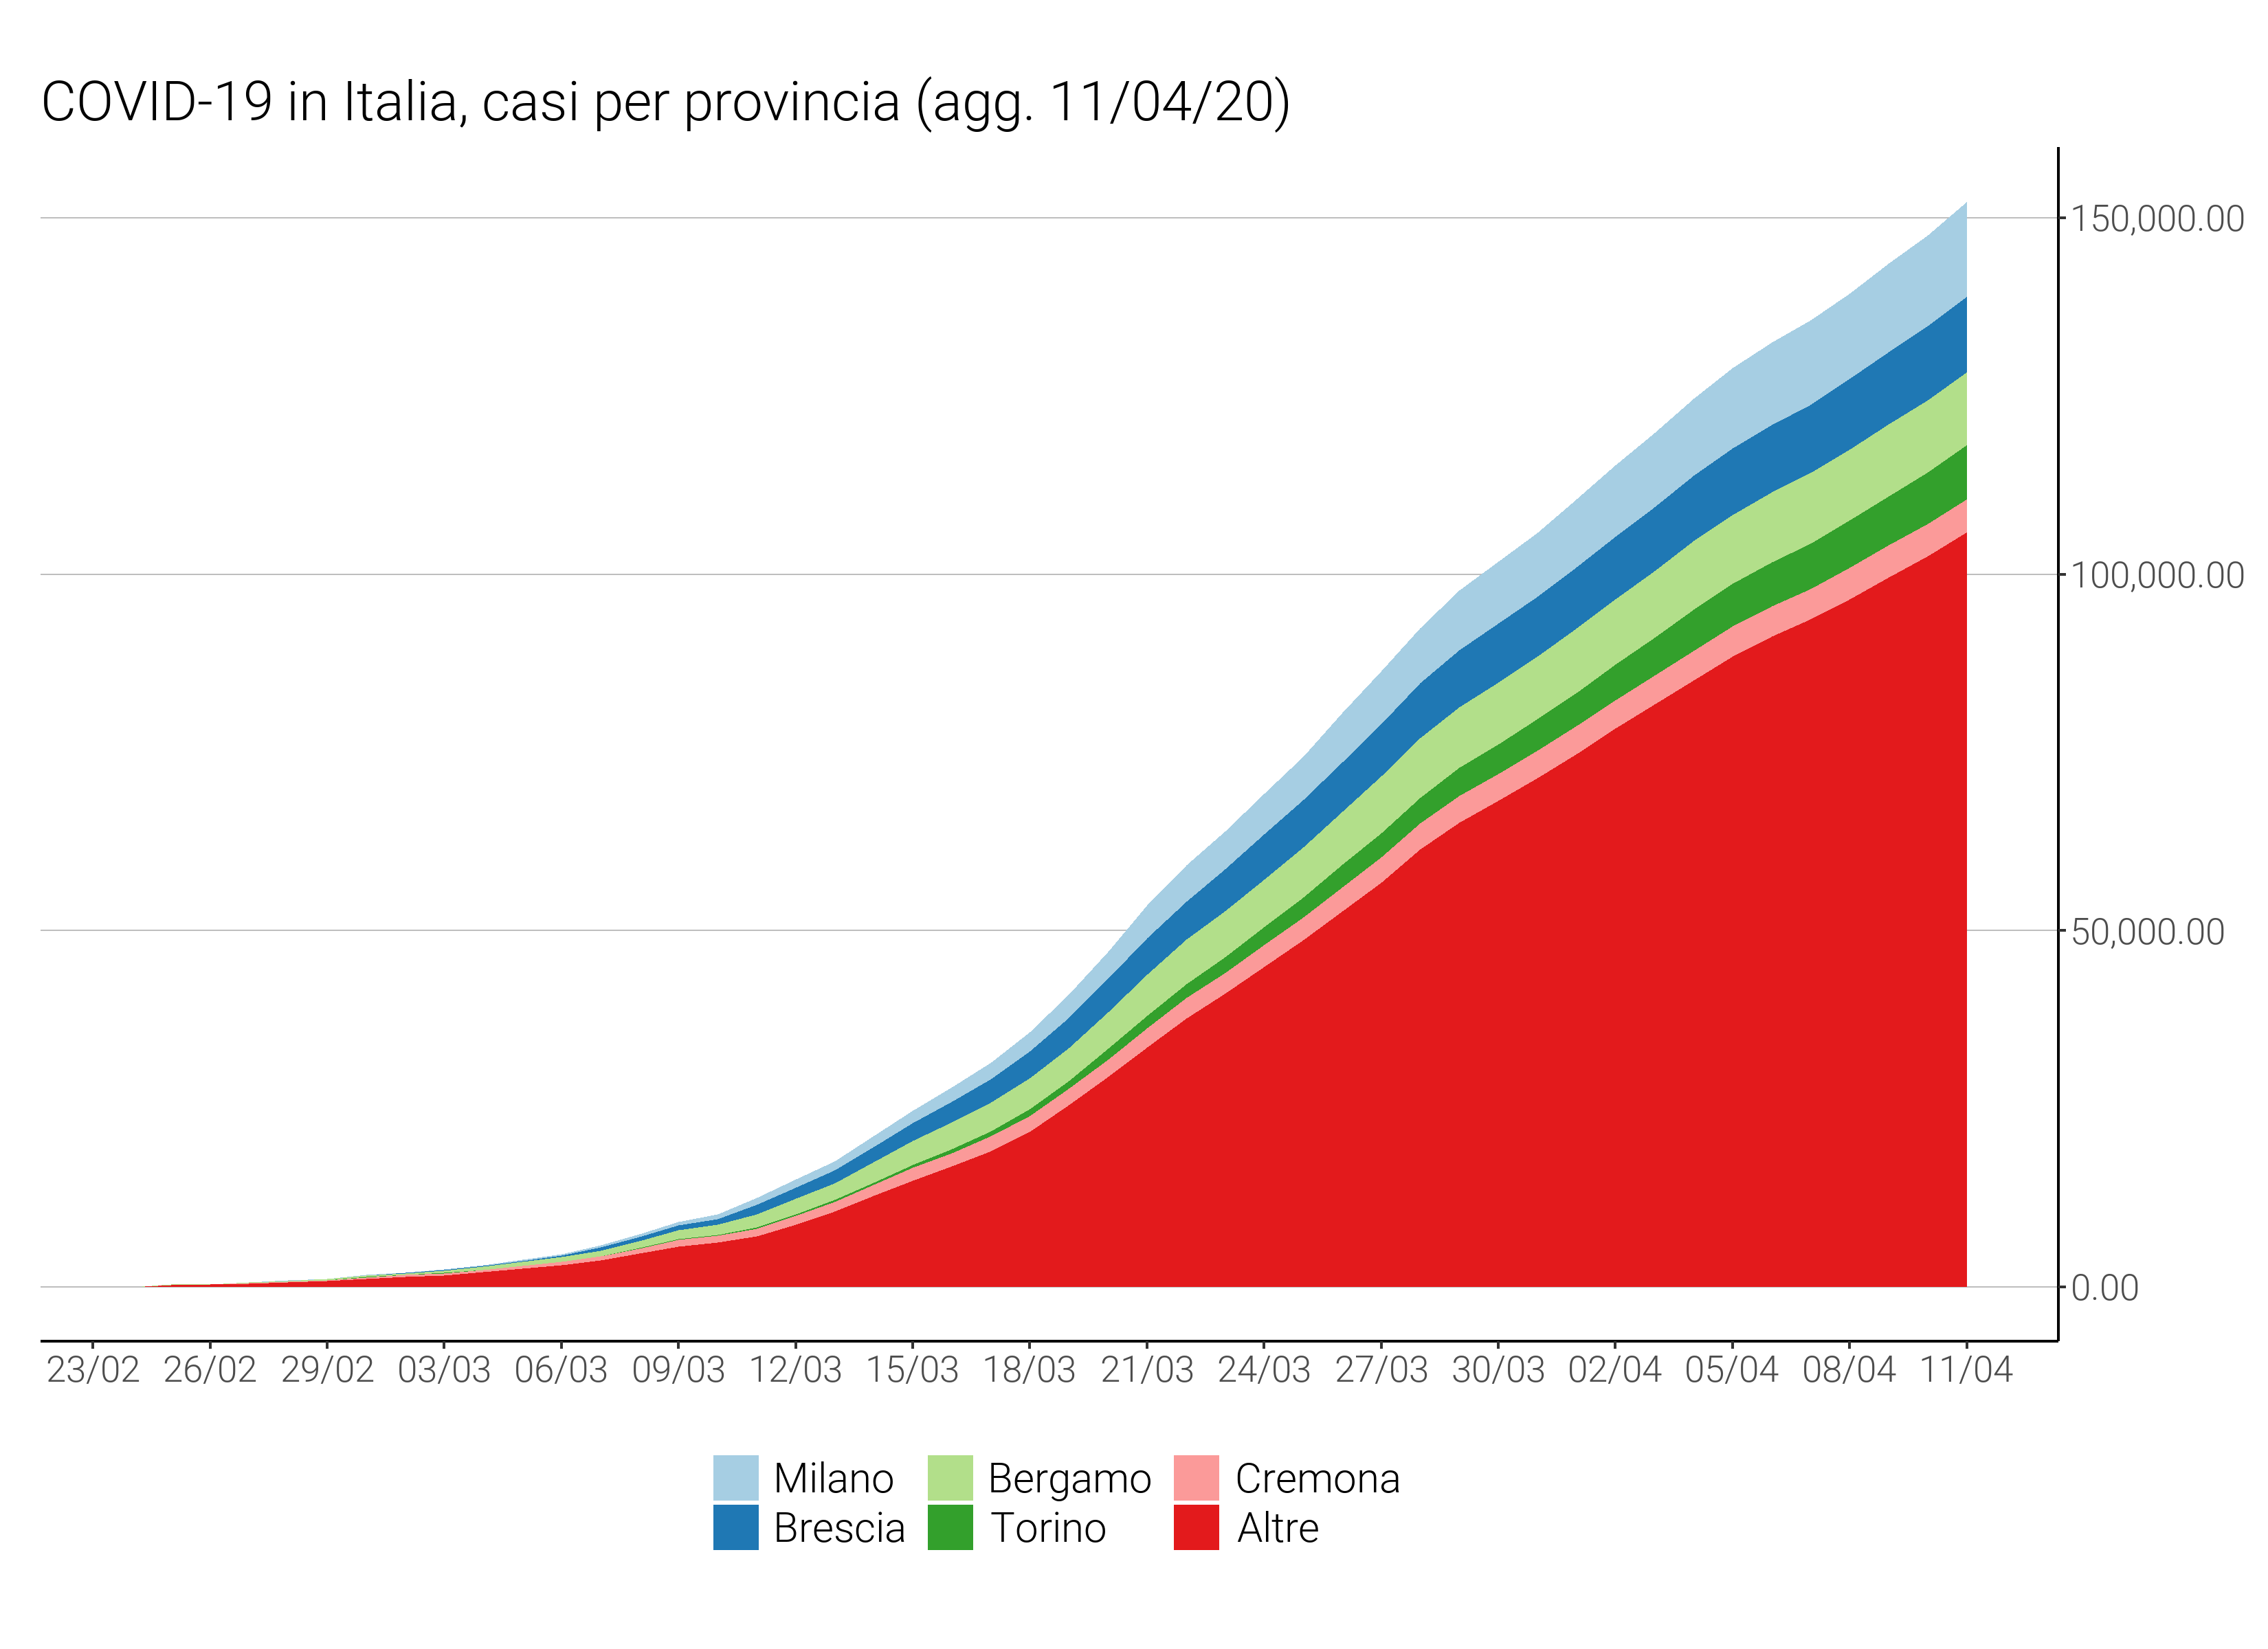 COVID-19 in Italia, casi per provincia (agg. 11/04/20)
150,000.00
100,000.00
50,000.00
0.00
23/02 26/02 29/02 03/03 06/03 09/03 12/03 15/03 18/03 21/03 24/03 27/03 30/03 02/04 05/04 08/04 11/04
Milano Bergamo Cremona
Brescia Torino Altre